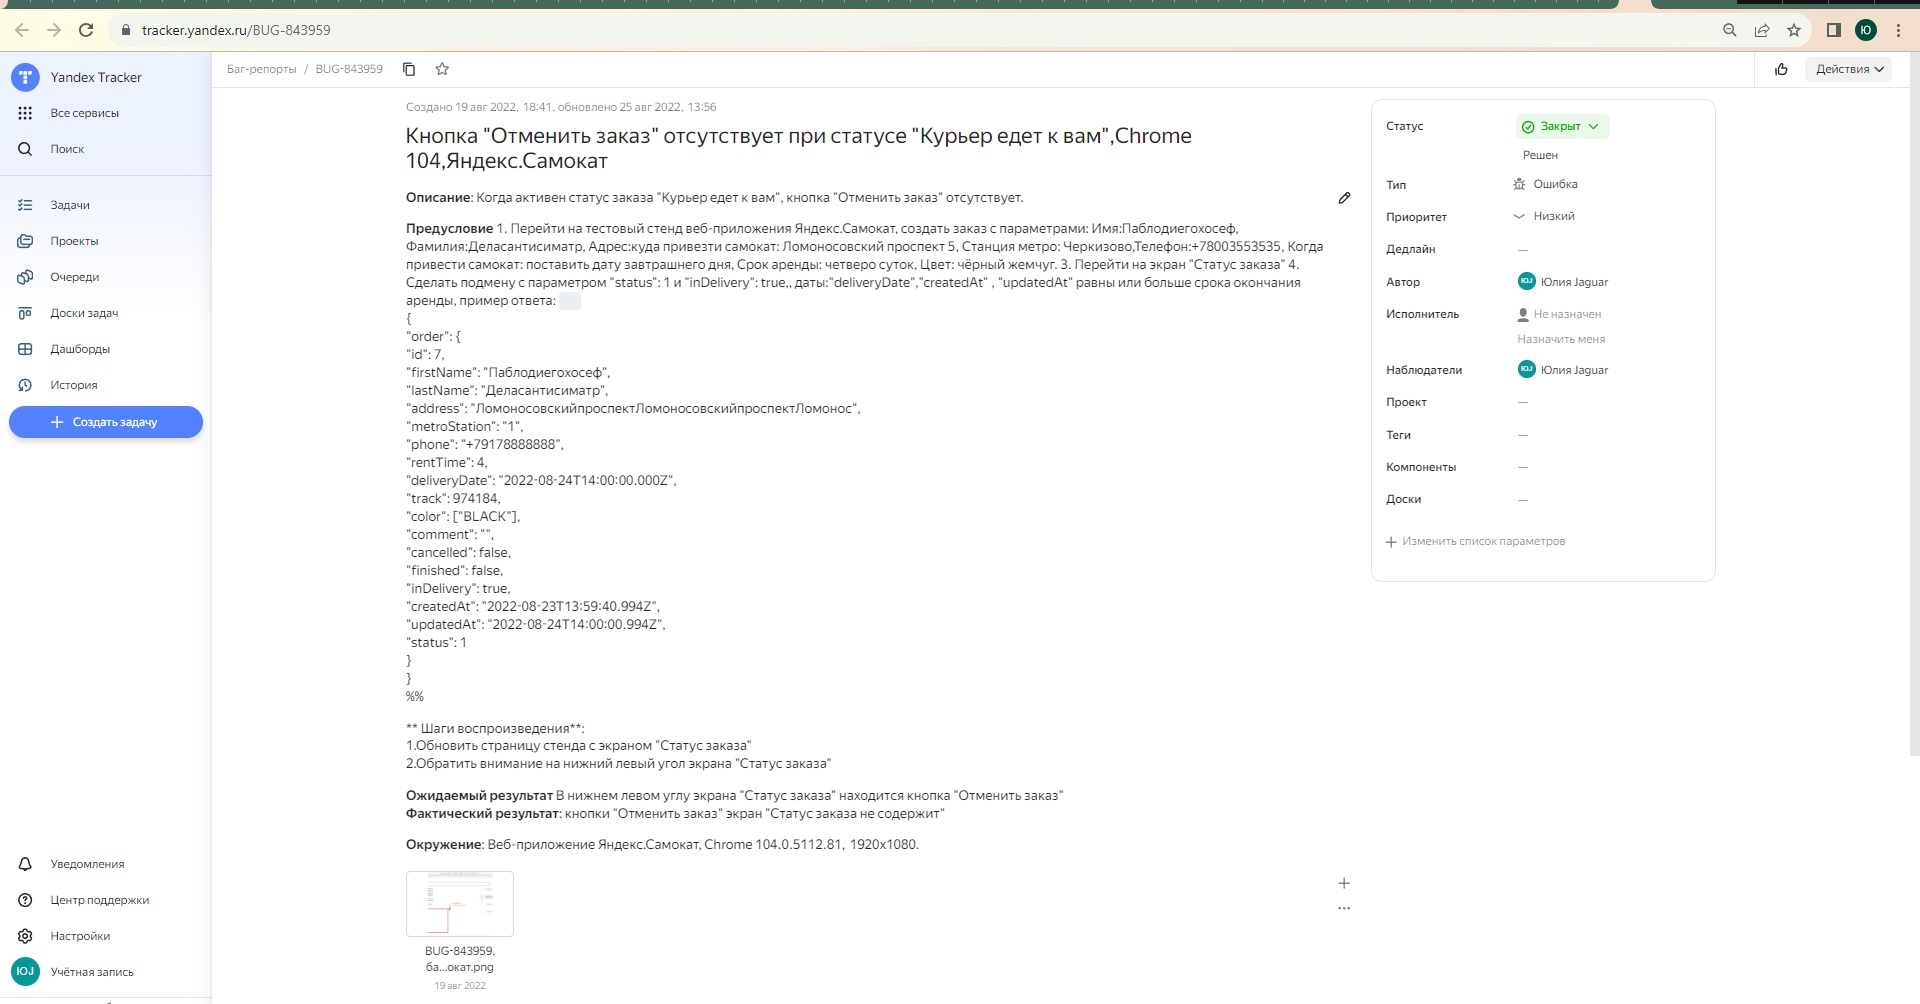 tracker.yandex.ru/BUG-843959
Ю
Yandex Tracker
Все сервисы
Поиск
Задачи
Проекты
Очереди
Доски задач
Дашборды
История
Создать задачу
Уведомления
Центр поддержки
Настройки
ЮJ Учётная запись
Баг-репорты / BUG-843959
Действия
Создано 19 авг 2022, 18:41, обновлено 25 авг 2022, 13:56
Кнопка "Отменить заказ" отсутствует при статусе "Курьер едет к вам",Chrome
104,Яндекс.Самокат
Описание: Когда активен статус заказа "Курьер едет к вам", кнопка "Отменить заказ" отсутствует.
Предусловие 1. Перейти на тестовый стенд веб-приложения Яндекс.Самокат, создать заказ с параметрами: Имя:Паблодиегохосеф,
Фамилия:Деласантисиматр, Адрес:куда привезти самокат: Ломоносовский проспект 5, Станция метро: Черкизово,Телефон:+78003553535, Когда
привести самокат: поставить дату завтрашнего дня, Срок аренды: четверо суток, Цвет: чёрный жемчуг. 3. Перейти на экран "Статус заказа" 4.
Сделать подмену с параметром "status": 1 и "inDelivery": true,, даты:"deliveryDate","createdAt" , "updatedAt" равны или больше срока окончания
аренды, пример ответа:
{
"order": {
"id": 7,
"firstName": "Паблодиегохосеф",
"lastName": "Деласантисиматр",
"address": "ЛомоносовскийпроспектЛомоносовскийпроспектЛомонос",
"metroStation": "1",
"phone": "+79178888888",
"rentTime": 4,
"deliveryDate": "2022-08-24T14:00:00.000Z",
"track": 974184,
"color": ["BLACK"],
"comment": "",
"cancelled": false,
"finished": false,
"inDelivery": true,
"createdAt": "2022-08-23T13:59:40.994Z",
"updatedAt": "2022-08-24T14:00:00.994Z",
"status": 1
}
}
%%
** Шаги воспроизведения**:
1.Обновить страницу стенда с экраном "Статус заказа"
2.Обратить внимание на нижний левый угол экрана "Статус заказа"
Ожидаемый результат В нижнем левом углу экрана "Статус заказа" находится кнопка "Отменить заказ"
Фактический результат: кнопки "Отменить заказ" экран "Статус заказа не содержит"
Окружение: Веб-приложение Яндекс.Самокат, Chrome 104.0.5112.81, 1920x1080.
BUG-843959,
ба...окат.png
19 авг 2022
Статус Закрыт
Решен
Тип Ошибка
Приоритет Низкий
Дедлайн —
Автор ЮJ Юлия Jaguar
Исполнитель Не назначен
Назначить меня
Наблюдатели ЮJ Юлия Jaguar
Проект —
Теги —
Компоненты —
Доски —
Изменить список параметров